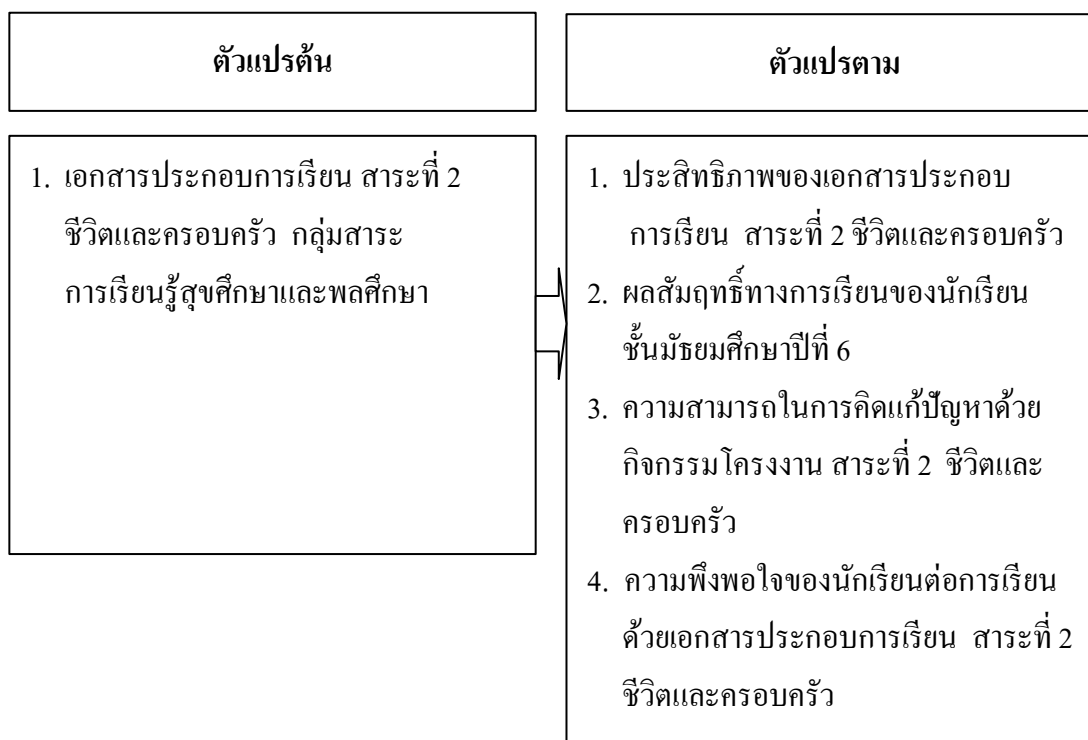 ตัวแปรต้น
1. เอกสารประกอบการเรียน สาระที่ 2
ชีวิตและครอบครัว กลุ่มสาระ
การเรียนรู้สุขศึกษาและพลศึกษา
ตัวแปรตาม
1. ประสิทธิภาพของเอกสารประกอบ
การเรียน สาระที่ 2 ชีวิตและครอบครัว
2. ผลสัมฤทธิ์ทางการเรียนของนักเรียน
ชั้นมัธยมศึกษาปีที่ 6
3. ความสามารถในการคิดแก้ปัญหาด้วย
กิจกรรมโครงงาน สาระที่ 2 ชีวิตและ
ครอบครัว
4. ความพึงพอใจของนักเรียนต่อการเรียน
ด้วยเอกสารประกอบการเรียน สาระที่ 2
ชีวิตและครอบครัว